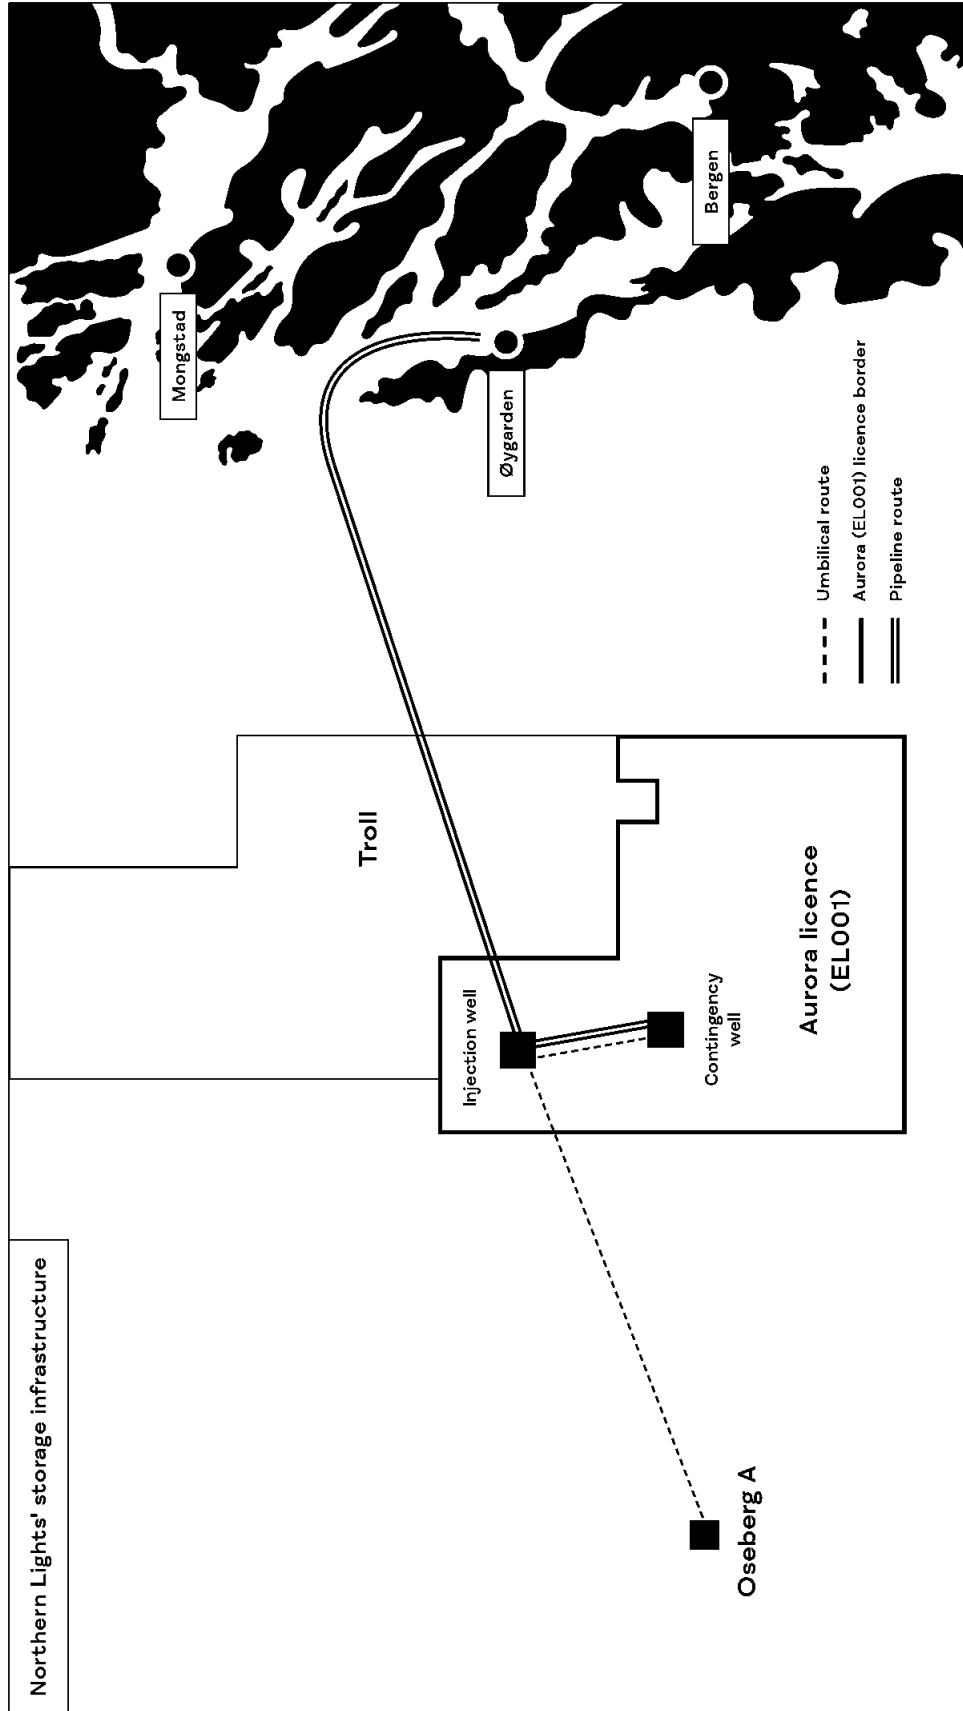 Northern Lights' storage infrastructure
Mongstad
Øygarden
Bergen
Troll
Injection well
Contingency
well
Aurora licence
(EL001)
Oseberg A
Umbilical route
Aurora (EL001) licence border
Pipeline route